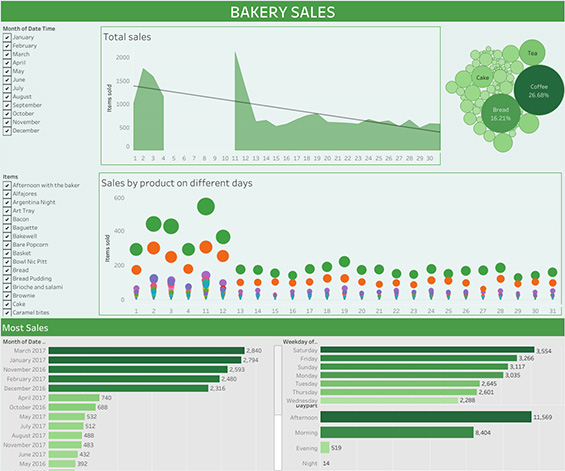 BAKERY SALES
Month of Date Time
January
February
March
April
May
June
July
August
September
October
November
December
Total sales
Items sold
2000
1500
1000
500
0
1 2 3 4 5 6 7 8 9 10 11 12 13 14 15 16 17 18 19 20 21 22 23 24 25 26 27 28 29 30
Tea
Cake
Coffee
26.68%
Bread
16.21%
Items
Afternoon with the baker
Alfajores
Argentina Night
Art Tray
Bacon
Baguette
Bakewell
Bare Popcorn
Basket
Bowl Nic Pitt
Bread
Bread Pudding
Brioche and salami
Brownie
Cake
Caramel bites
Sales by product on different days
Items sold
600
400
200
0
1 2 3 4 11 12 13 14 15 16 17 18 19 20 21 22 23 24 25 26 27 28 29 30 31
Most Sales
Month of Date ..
March 2017 2,840
January 2017 2,794
November 2016 2,593
February 2017 2,480
December 2016 2,316
April 2017 740
October 2016 688
May 2017 532
July 2017 512
August 2017 488
November 2017 483
June 2017 432
May 2016 392
Weekday of..
Saturday 3,554
Friday 3,266
Sunday 3,117
Monday 3,035
Tuesday 2,645
Thursday 2,601
Wednesday 2,288
Daypart
Afternoon 11,569
Morning 8,404
Evening 519
Night 14